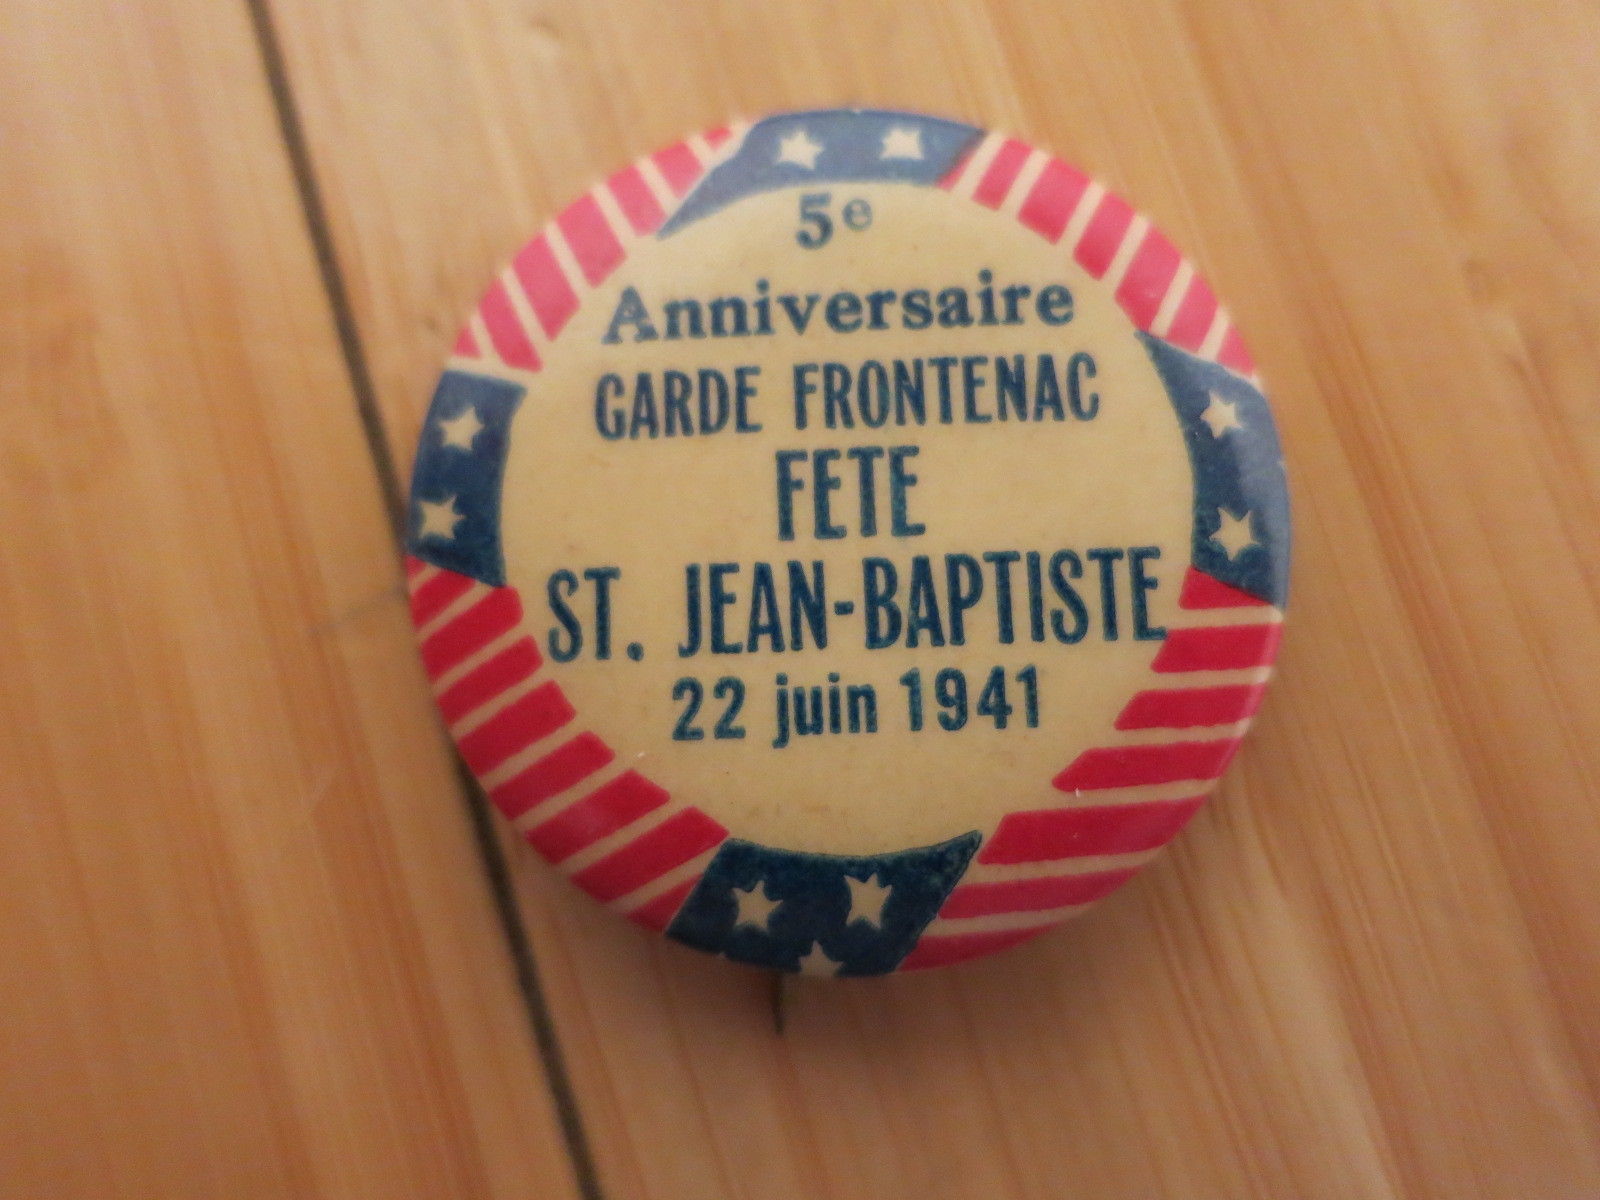 5e
Anniversaire
GARDE FRONTENAC
FETE
ST. JEAN-BAPTISTE
22 juin 1941